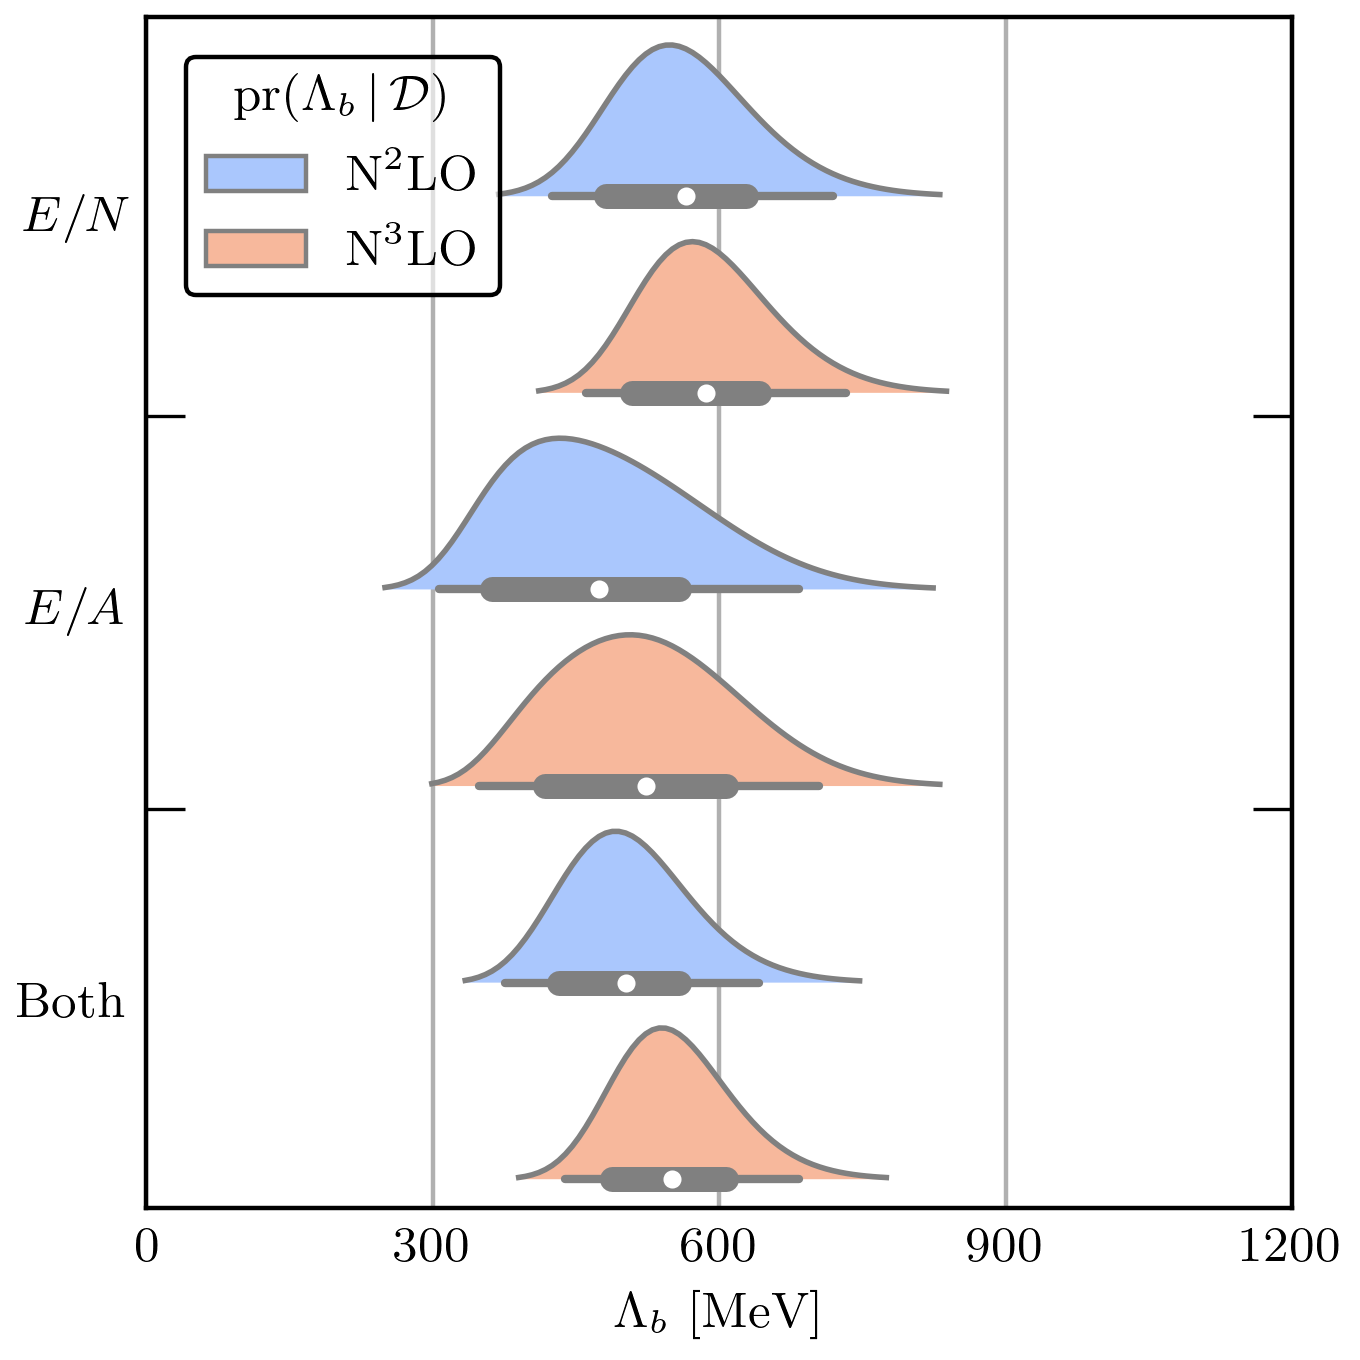 pr(Λ_b | 𝒟)
N²LO
N³LO
E/N
E/A
Both
0 300 600 900 1200
Λ_b [MeV]